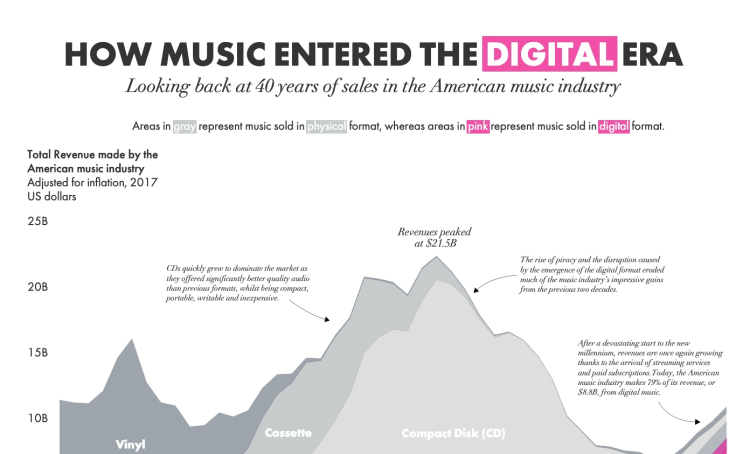 HOW MUSIC ENTERED THE DIGITAL ERA
Looking back at 40 years of sales in the American music industry
Areas in gray represent music sold in physical format, whereas areas in pink represent music sold in digital format.
Total Revenue made by the
American music industry
Adjusted for inflation, 2017
US dollars
25B
Revenues peaked
at $21.5B
CDs quickly grew to dominate the market as
they offered significantly better quality audio
than previous formats, whilst being compact,
portable, writable and inexpensive.
The rise of piracy and the disruption caused
by the emergence of the digital format eroded
much of the music industry's impressive gains
from the previous two decades.
20B
After a devastating start to the new
millennium, revenues are once again growing
thanks to the arrival of streaming services
and paid subscriptions. Today, the American
music industry makes 79% of its revenue, or
$8.8B, from digital music.
15B
10B
Vinyl
Cassette
Compact Disk (CD)